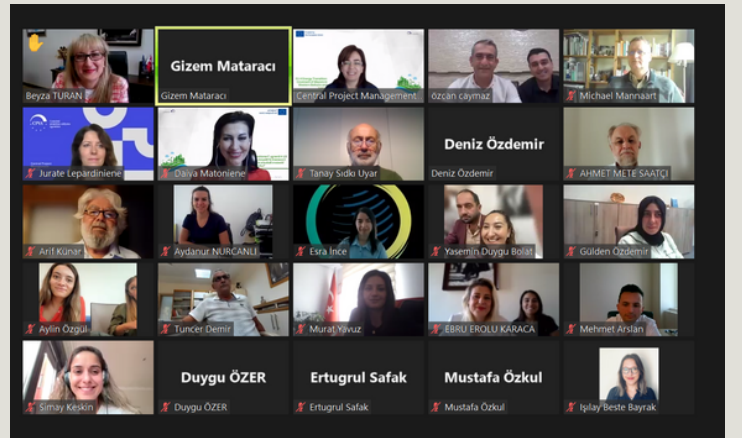 Beyza TURAN
Gizem Mataracı
Gizem Mataracı
Central Project Management
özcan caymaz
Michael Mannaart
CPVA
Jurate Lepardiniene
Daiva Matoniene
Tanay Sıdkı Uyar
Deniz Özdemir
Deniz Özdemir
AHMET METE SAATÇİ
Arif Künar
Aydanur NURCANLI
Esra İnce
Yasemin Duygu Bolat
Gülden Özdemir
Aylin Özgül
Tuncer Demir
Murat Yavuz
EBRU EROLU KARACA
Mehmet Arslan
Simay Keskin
Duygu ÖZER
Duygu ÖZER
Ertugrul Safak
Ertugrul Safak
Mustafa Özkul
Mustafa Özkul
Işılay Beste Bayrak